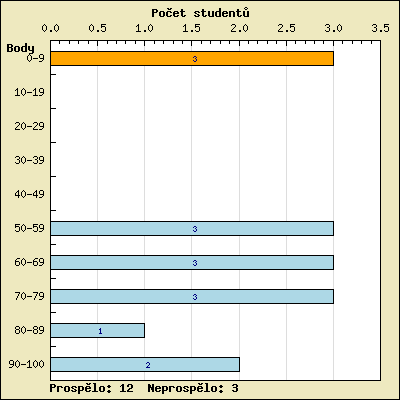 Počet studentů
0.0 0.5 1.0 1.5 2.0 2.5 3.0 3.5
Body
0-9 3
10-19
20-29
30-39
40-49
50-59 3
60-69 3
70-79 3
80-89 1
90-100 2
Prospělo: 12 Neprospělo: 3